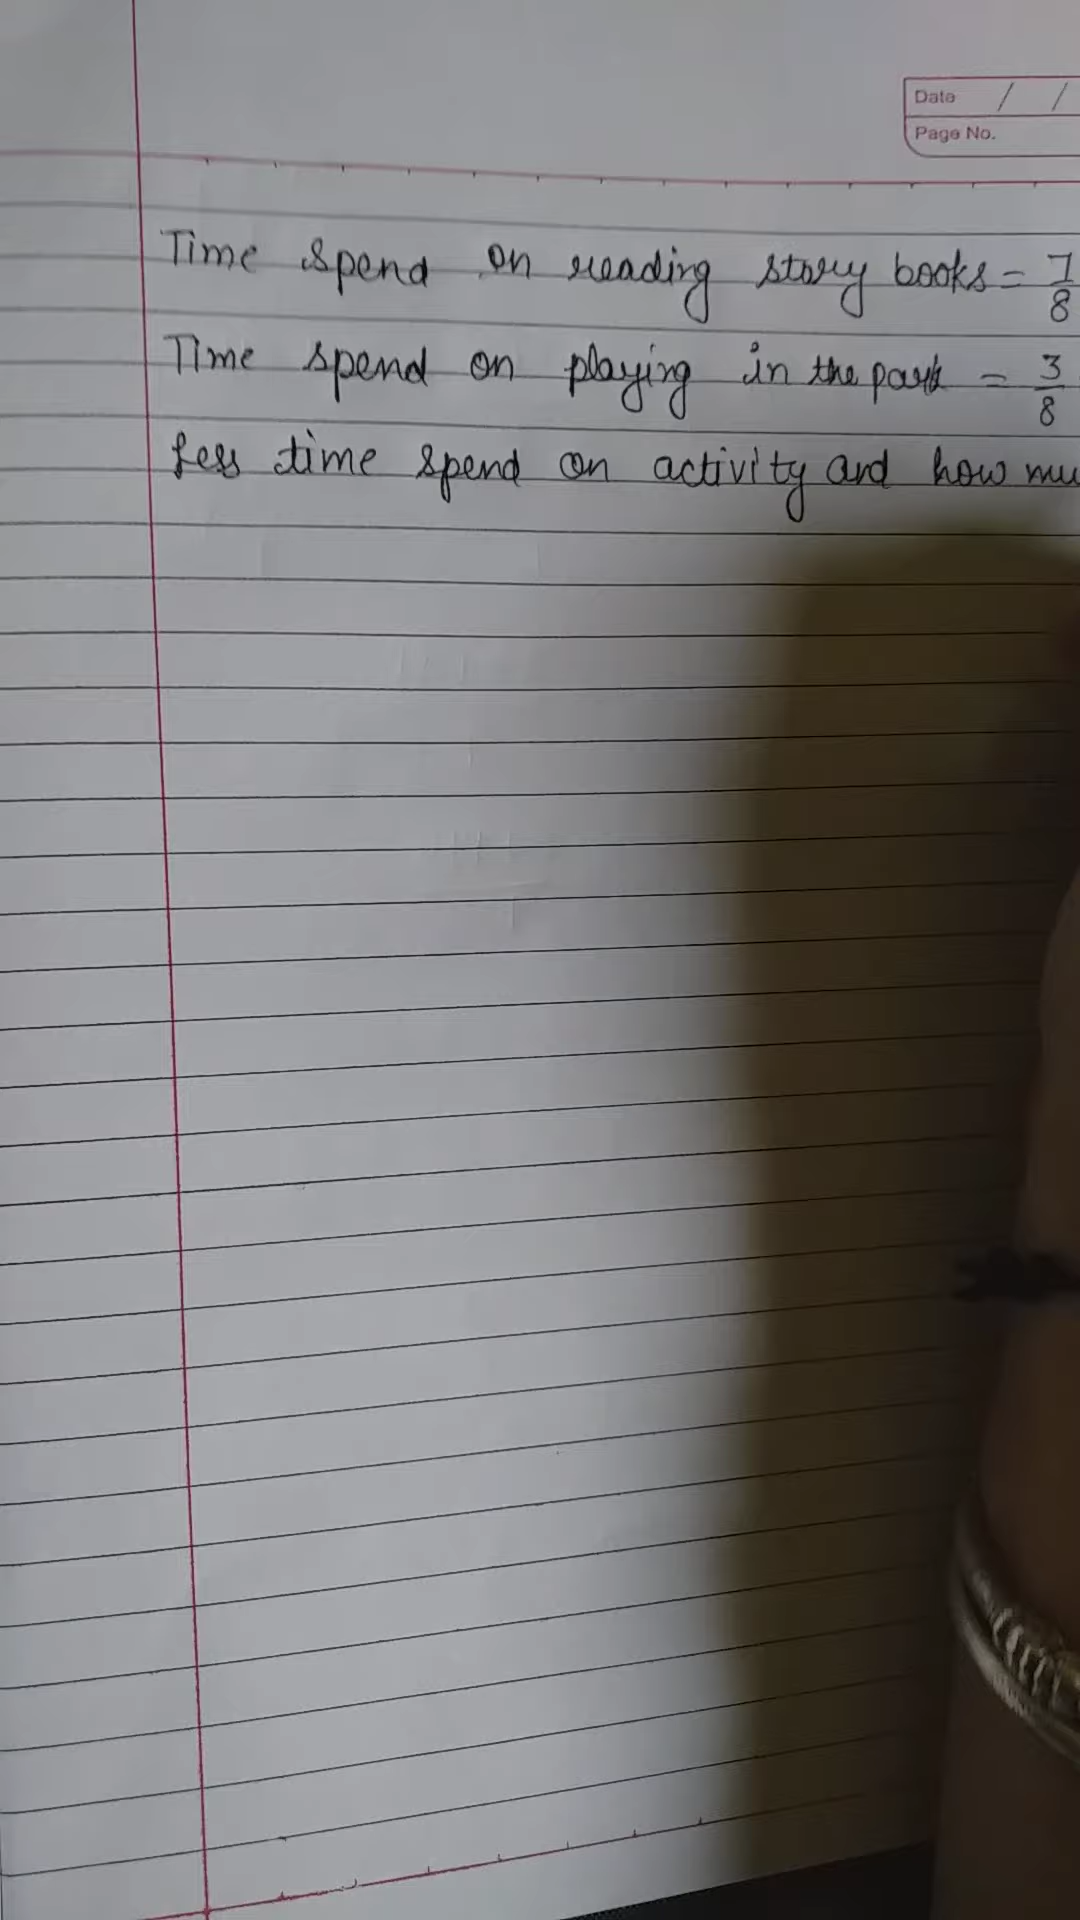 Date / /
Page No.
Time spend on reading story books = 7/8
Time spend on playing in the park = 3/8
Less time spend on activity and how mu